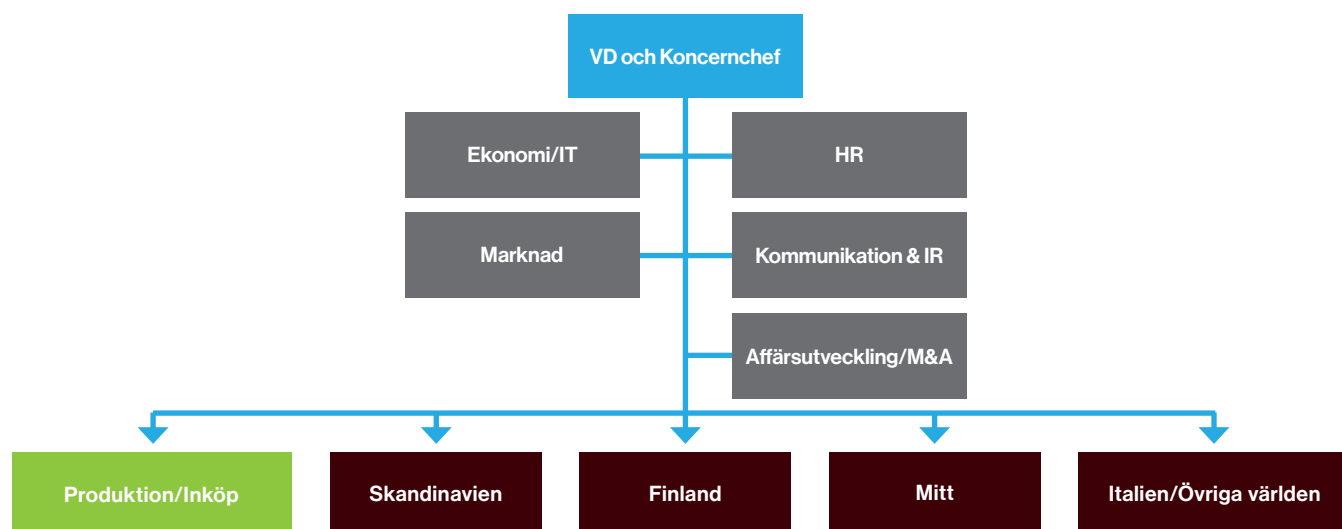 VD och Koncernchef
Ekonomi/IT
HR
Marknad
Kommunikation & IR
Affärsutveckling/M&A
Produktion/Inköp
Skandinavien
Finland
Mitt
Italien/Övriga världen